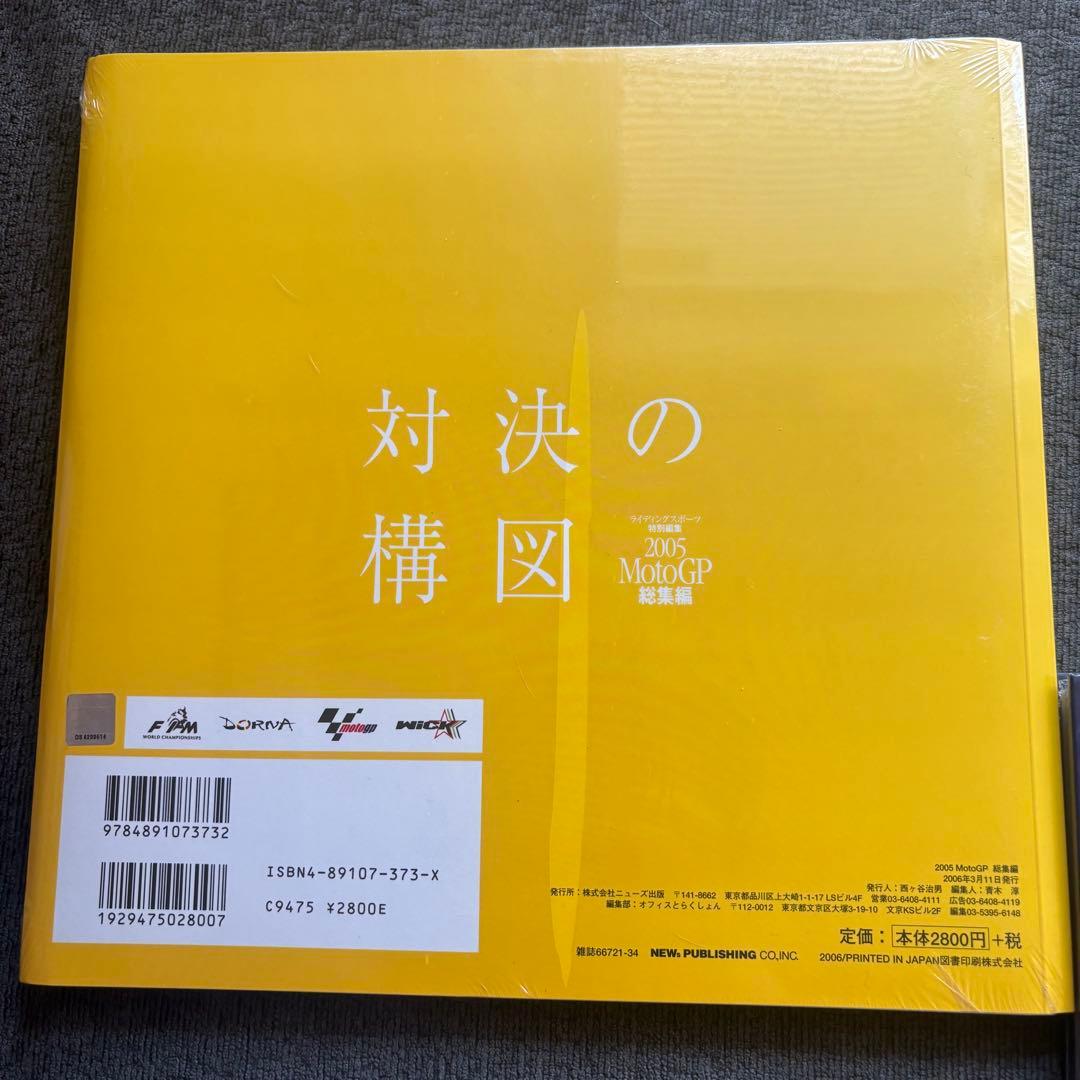 対決の
構図
ライディングスポーツ
特別編集
2005
MotoGP
総集編
FIM
WORLD CHAMPIONSHIPS
DORNA
motogp
WiCK
9784891073732
ISBN4-89107-373-X
C9475 ¥2800E
1929475028007
2005 MotoGP 総集編
2006年3月11日発行
発行人：西ヶ谷治男 編集人：青木 淳
発行所：株式会社ニューズ出版 〒141-8662 東京都品川区上大崎1-1-17 LSビル4F 営業03-6408-4111 広告03-6408-4119
編集部：オフィスとらくしょん 〒112-0012 東京都文京区大塚3-19-10 文京KSビル2F 編集03-5395-6148
定価：本体2800円+税
雑誌66721-34 NEWs PUBLISHING CO,INC. 2006/PRINTED IN JAPAN図書印刷株式会社